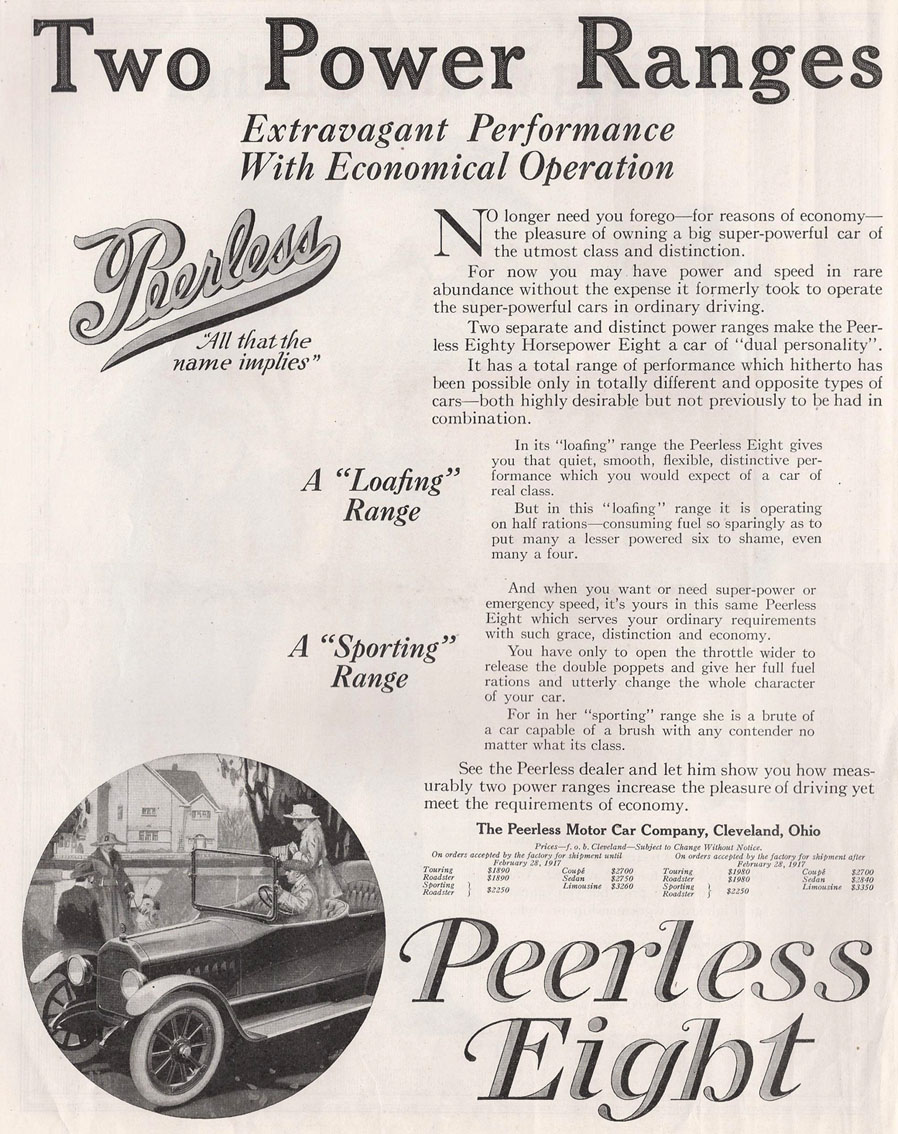 Two Power Ranges
Extravagant Performance
With Economical Operation
Peerless
"All that the
name implies"
NO longer need you forego—for reasons of economy—
the pleasure of owning a big super-powerful car of
the utmost class and distinction.
For now you may have power and speed in rare
abundance without the expense it formerly took to operate
the super-powerful cars in ordinary driving.
Two separate and distinct power ranges make the Peer-
less Eighty Horsepower Eight a car of "dual personality".
It has a total range of performance which hitherto has
been possible only in totally different and opposite types of
cars—both highly desirable but not previously to be had in
combination.
A "Loafing"
Range
In its "loafing" range the Peerless Eight gives
you that quiet, smooth, flexible, distinctive per-
formance which you would expect of a car of
real class.
But in this "loafing" range it is operating
on half rations—consuming fuel so sparingly as to
put many a lesser powered six to shame, even
many a four.
A "Sporting"
Range
And when you want or need super-power or
emergency speed, it's yours in this same Peerless
Eight which serves your ordinary requirements
with such grace, distinction and economy.
You have only to open the throttle wider to
release the double poppets and give her full fuel
rations and utterly change the whole character
of your car.
For in her "sporting" range she is a brute of
a car capable of a brush with any contender no
matter what its class.
See the Peerless dealer and let him show you how meas-
urably two power ranges increase the pleasure of driving yet
meet the requirements of economy.
The Peerless Motor Car Company, Cleveland, Ohio
Prices—f. o. b. Cleveland—Subject to Change Without Notice.
On orders accepted by the factory for shipment until
February 28, 1917
Touring $1890 Coupé $2700
Roadster $1890 Sedan $2750
Sporting Roadster } $2250 Limousine $3260
On orders accepted by the factory for shipment after
February 28, 1917
Touring $1980 Coupé $2700
Roadster $1980 Sedan $2840
Sporting Roadster } $2250 Limousine $3350
Peerless
Eight